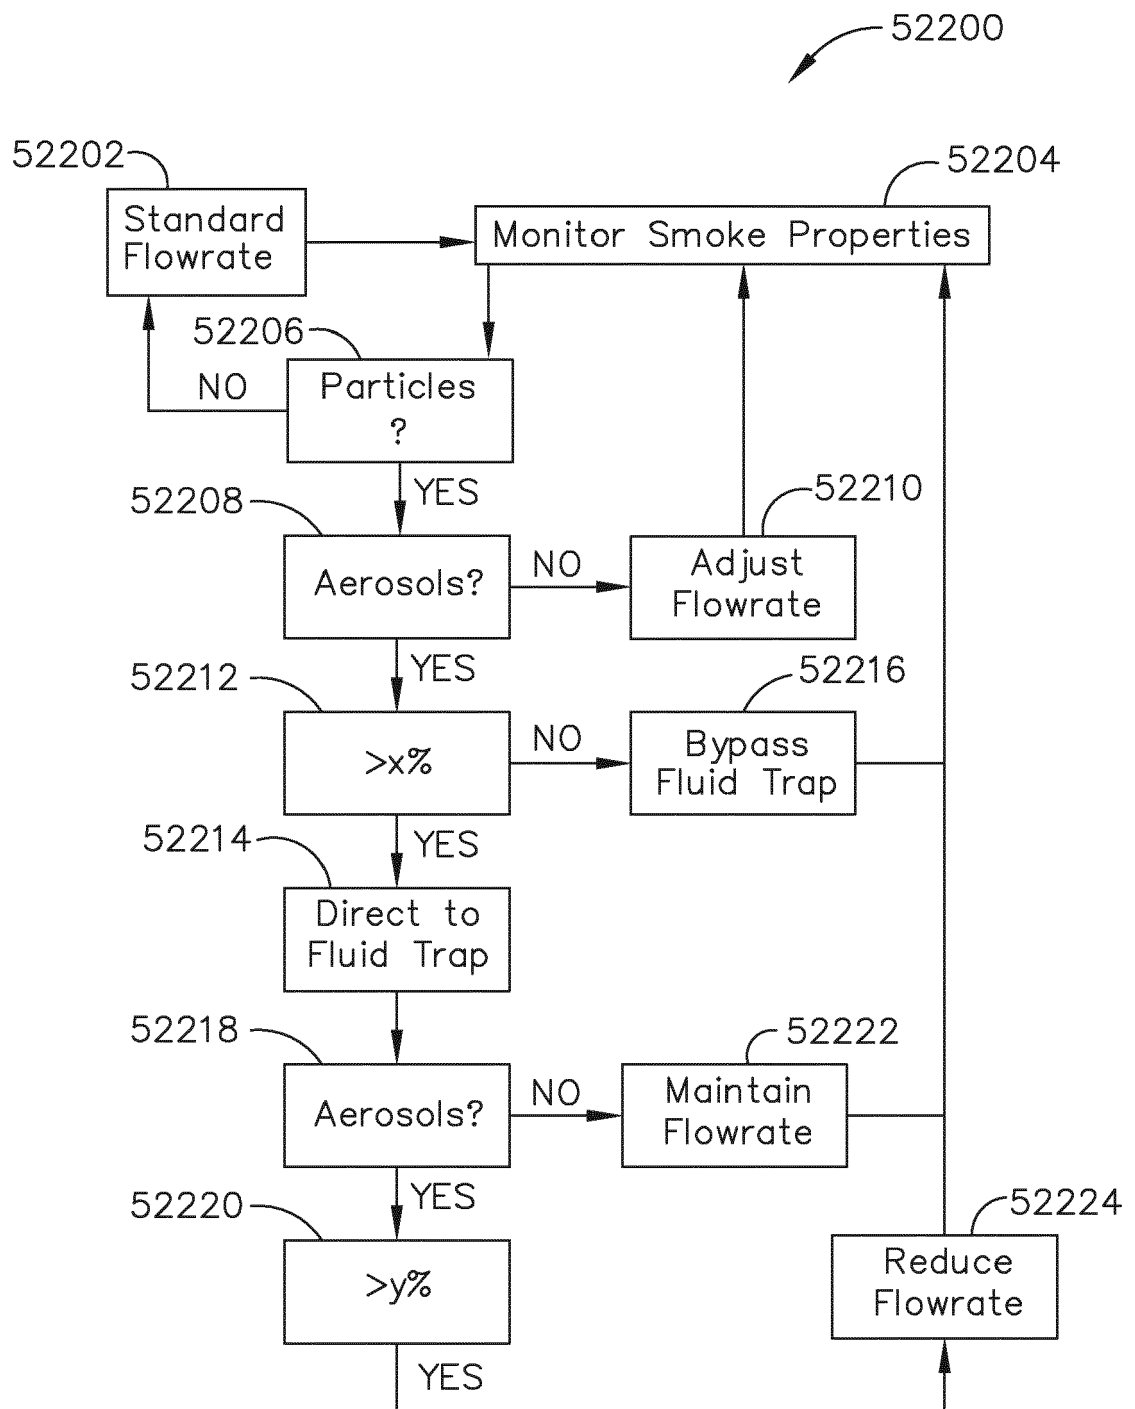 52200
52202
52204
Standard
Flowrate
Monitor Smoke Properties
52206
NO
Particles
?
YES
52208
52210
Aerosols?
NO
Adjust
Flowrate
YES
52212
52216
>x%
NO
Bypass
Fluid Trap
YES
52214
Direct to
Fluid Trap
52218
52222
Aerosols?
NO
Maintain
Flowrate
YES
52220
52224
>y%
Reduce
Flowrate
YES